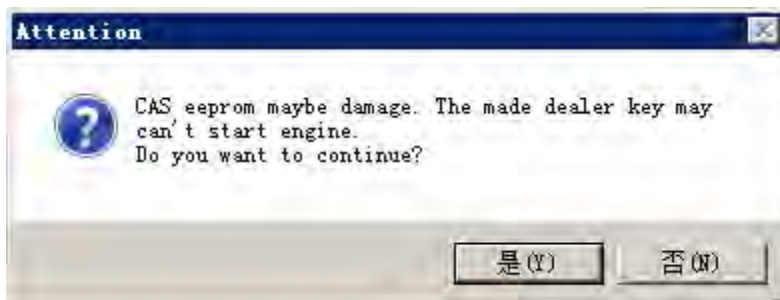 Attention
CAS eeprom maybe damage. The made dealer key may
can't start engine.
Do you want to continue?
是(Y)
否(N)